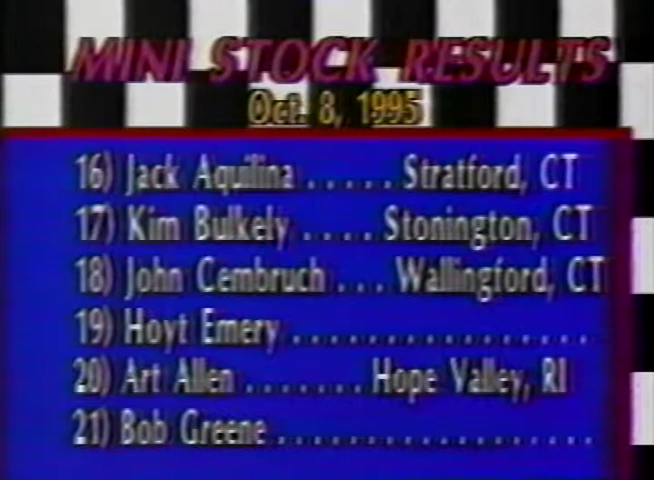 MINI STOCK RESULTS
Oct. 8, 1995
16) Jack Aquilina . . . . . Stratford, CT
17) Kim Bulkely . . . . Stonington, CT
18) John Cembruch . . . Wallingford, CT
19) Hoyt Emery . . . . . . . . . . . . . . . . .
20) Art Allen . . . . . . . Hope Valley, RI
21) Bob Greene . . . . . . . . . . . . . . . . . .